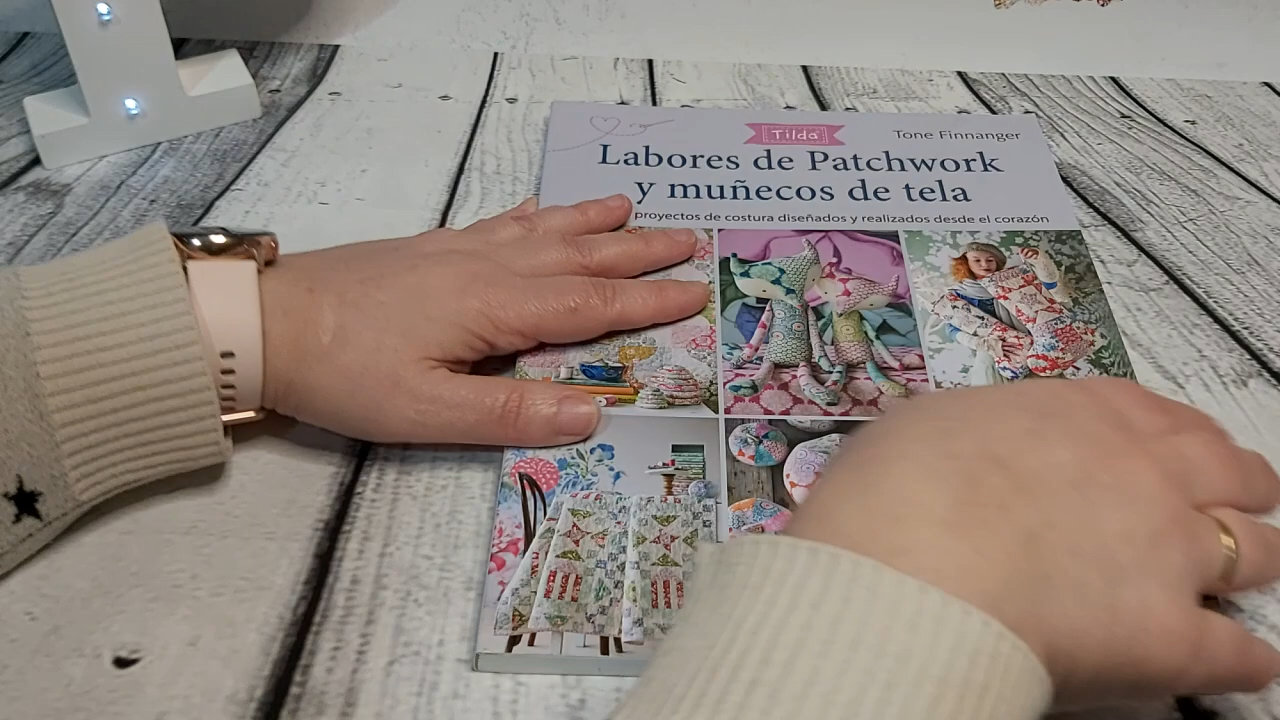 Tilda
Tone Finnanger
Labores de Patchwork
y muñecos de tela
proyectos de costura diseñados y realizados desde el corazón